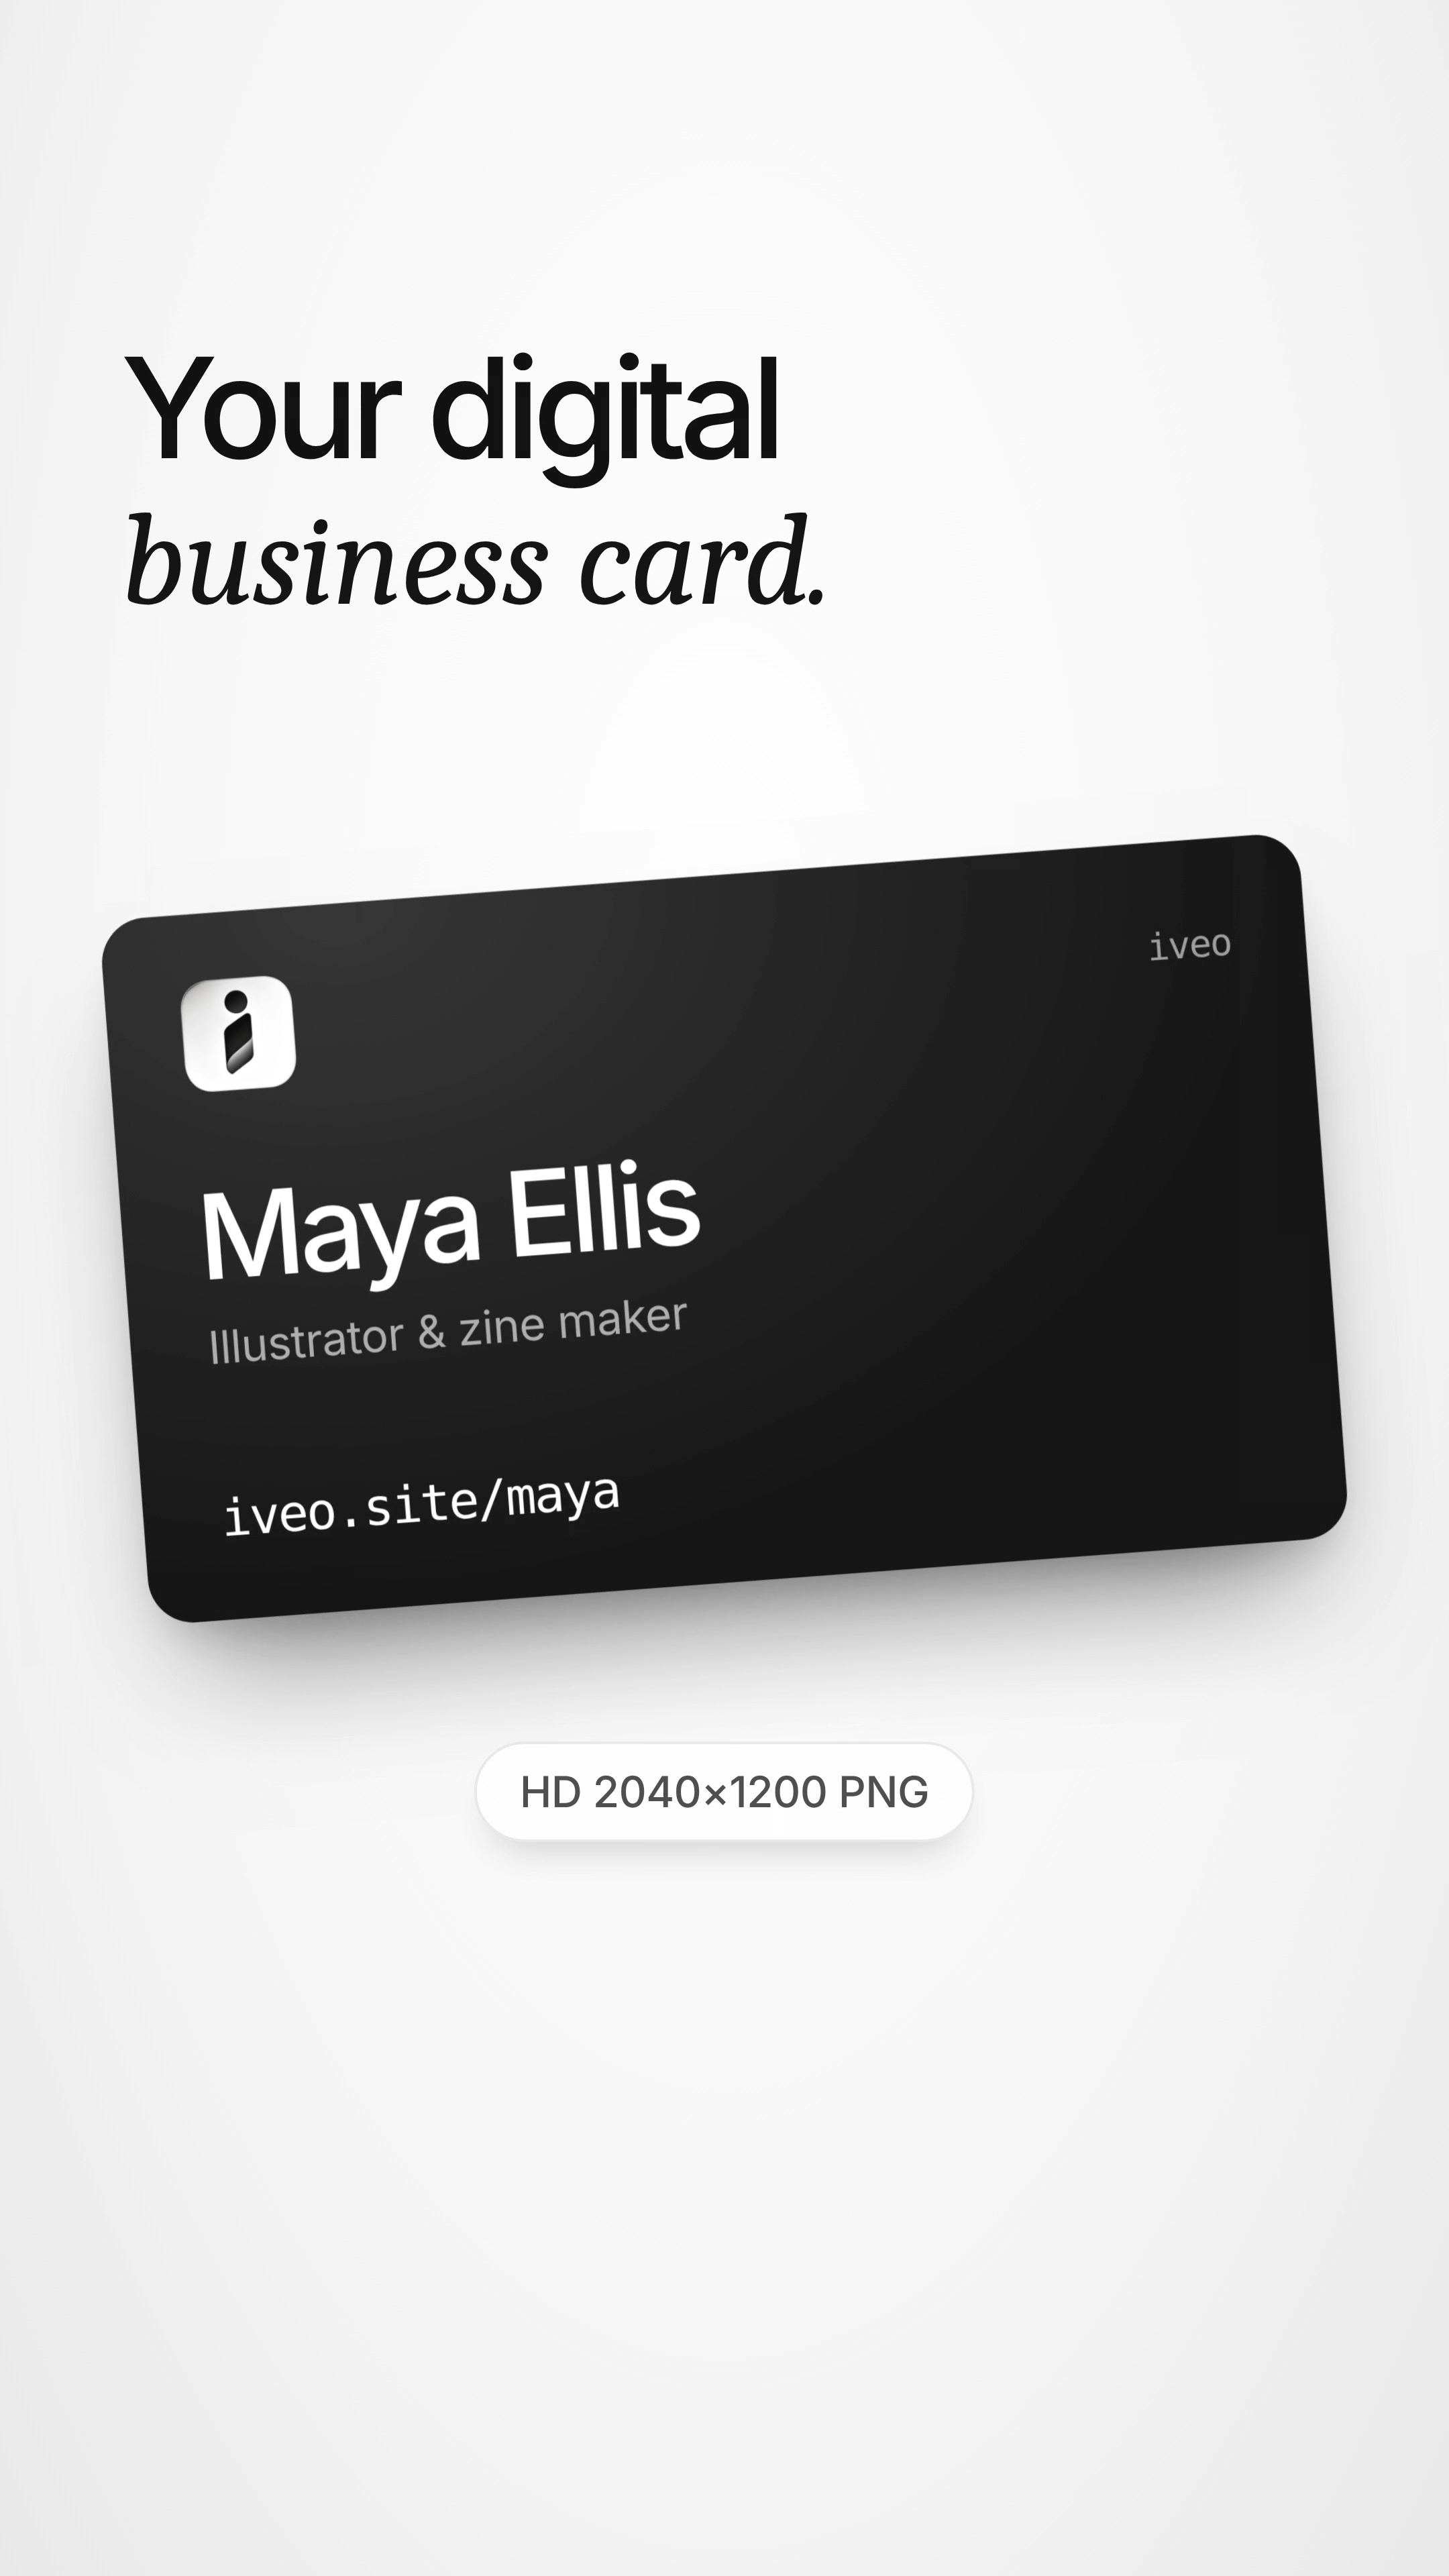 Your digital
business card.
iveo
i
Maya Ellis
Illustrator & zine maker
iveo.site/maya
HD 2040×1200 PNG